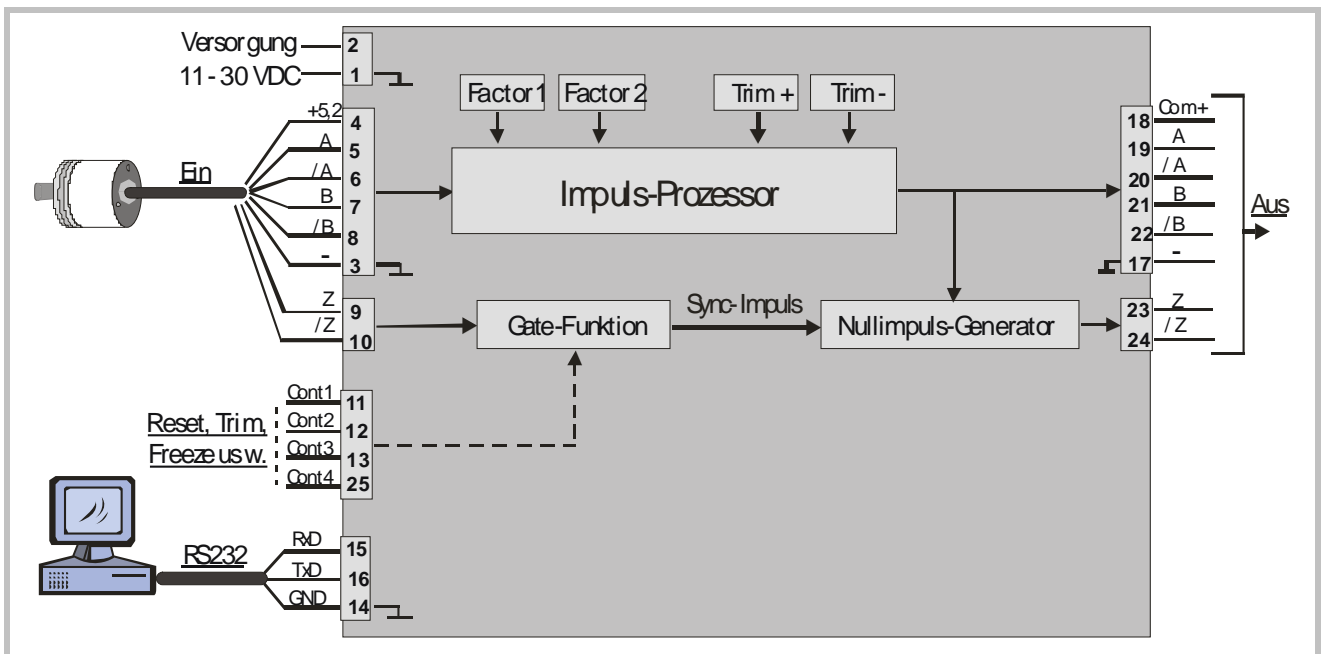 Versorgung
2
11 - 30 VDC
1
+5,2
4
A
5
/A
6
B
7
/B
8
-
3
Ein
Z
9
/Z
10
Factor 1
Factor 2
Trim +
Trim -
Impuls-Prozessor
Gate-Funktion
Sync-Impuls
Nullimpuls-Generator
18
Com+
19
A
20
/A
21
B
22
/B
17
-
23
Z
24
/Z
Aus
Reset, Trim,
Freeze usw.
Cont1
11
Cont2
12
Cont3
13
Cont4
25
RS232
RxD
15
TxD
16
GND
14